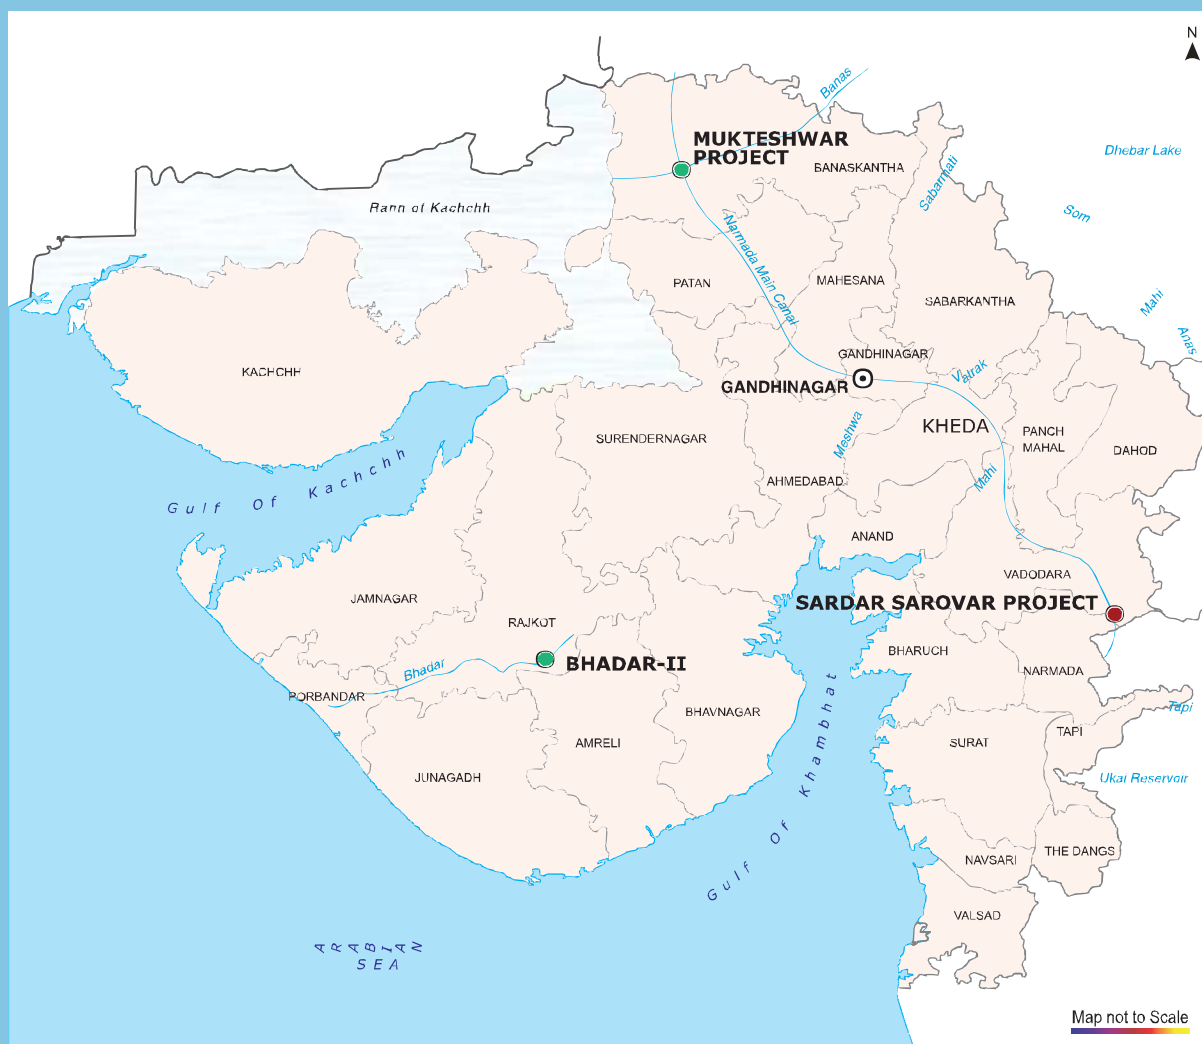 N
Banas
MUKTESHWAR
PROJECT
BANASKANTHA
Dhebar Lake
Sabarmati
Rann of Kachchh
Som
Narmada Main Canal
PATAN
MAHESANA
SABARKANTHA
Mahi
Anas
KACHCHH
GANDHINAGAR
GANDHINAGAR
Vatrak
KHEDA
PANCH
MAHAL
SURENDERNAGAR
Meshwa
DAHOD
Gulf Of Kachchh
AHMEDABAD
Mahi
ANAND
VADODARA
JAMNAGAR
SARDAR SAROVAR PROJECT
RAJKOT
BHADAR-II
BHARUCH
Bhadar
NARMADA
PORBANDAR
Tapi
BHAVNAGAR
TAPI
AMRELI
SURAT
JUNAGADH
Ukai Reservoir
Gulf Of Khambhat
NAVSARI
THE DANGS
VALSAD
ARABIAN
SEA
Map not to Scale